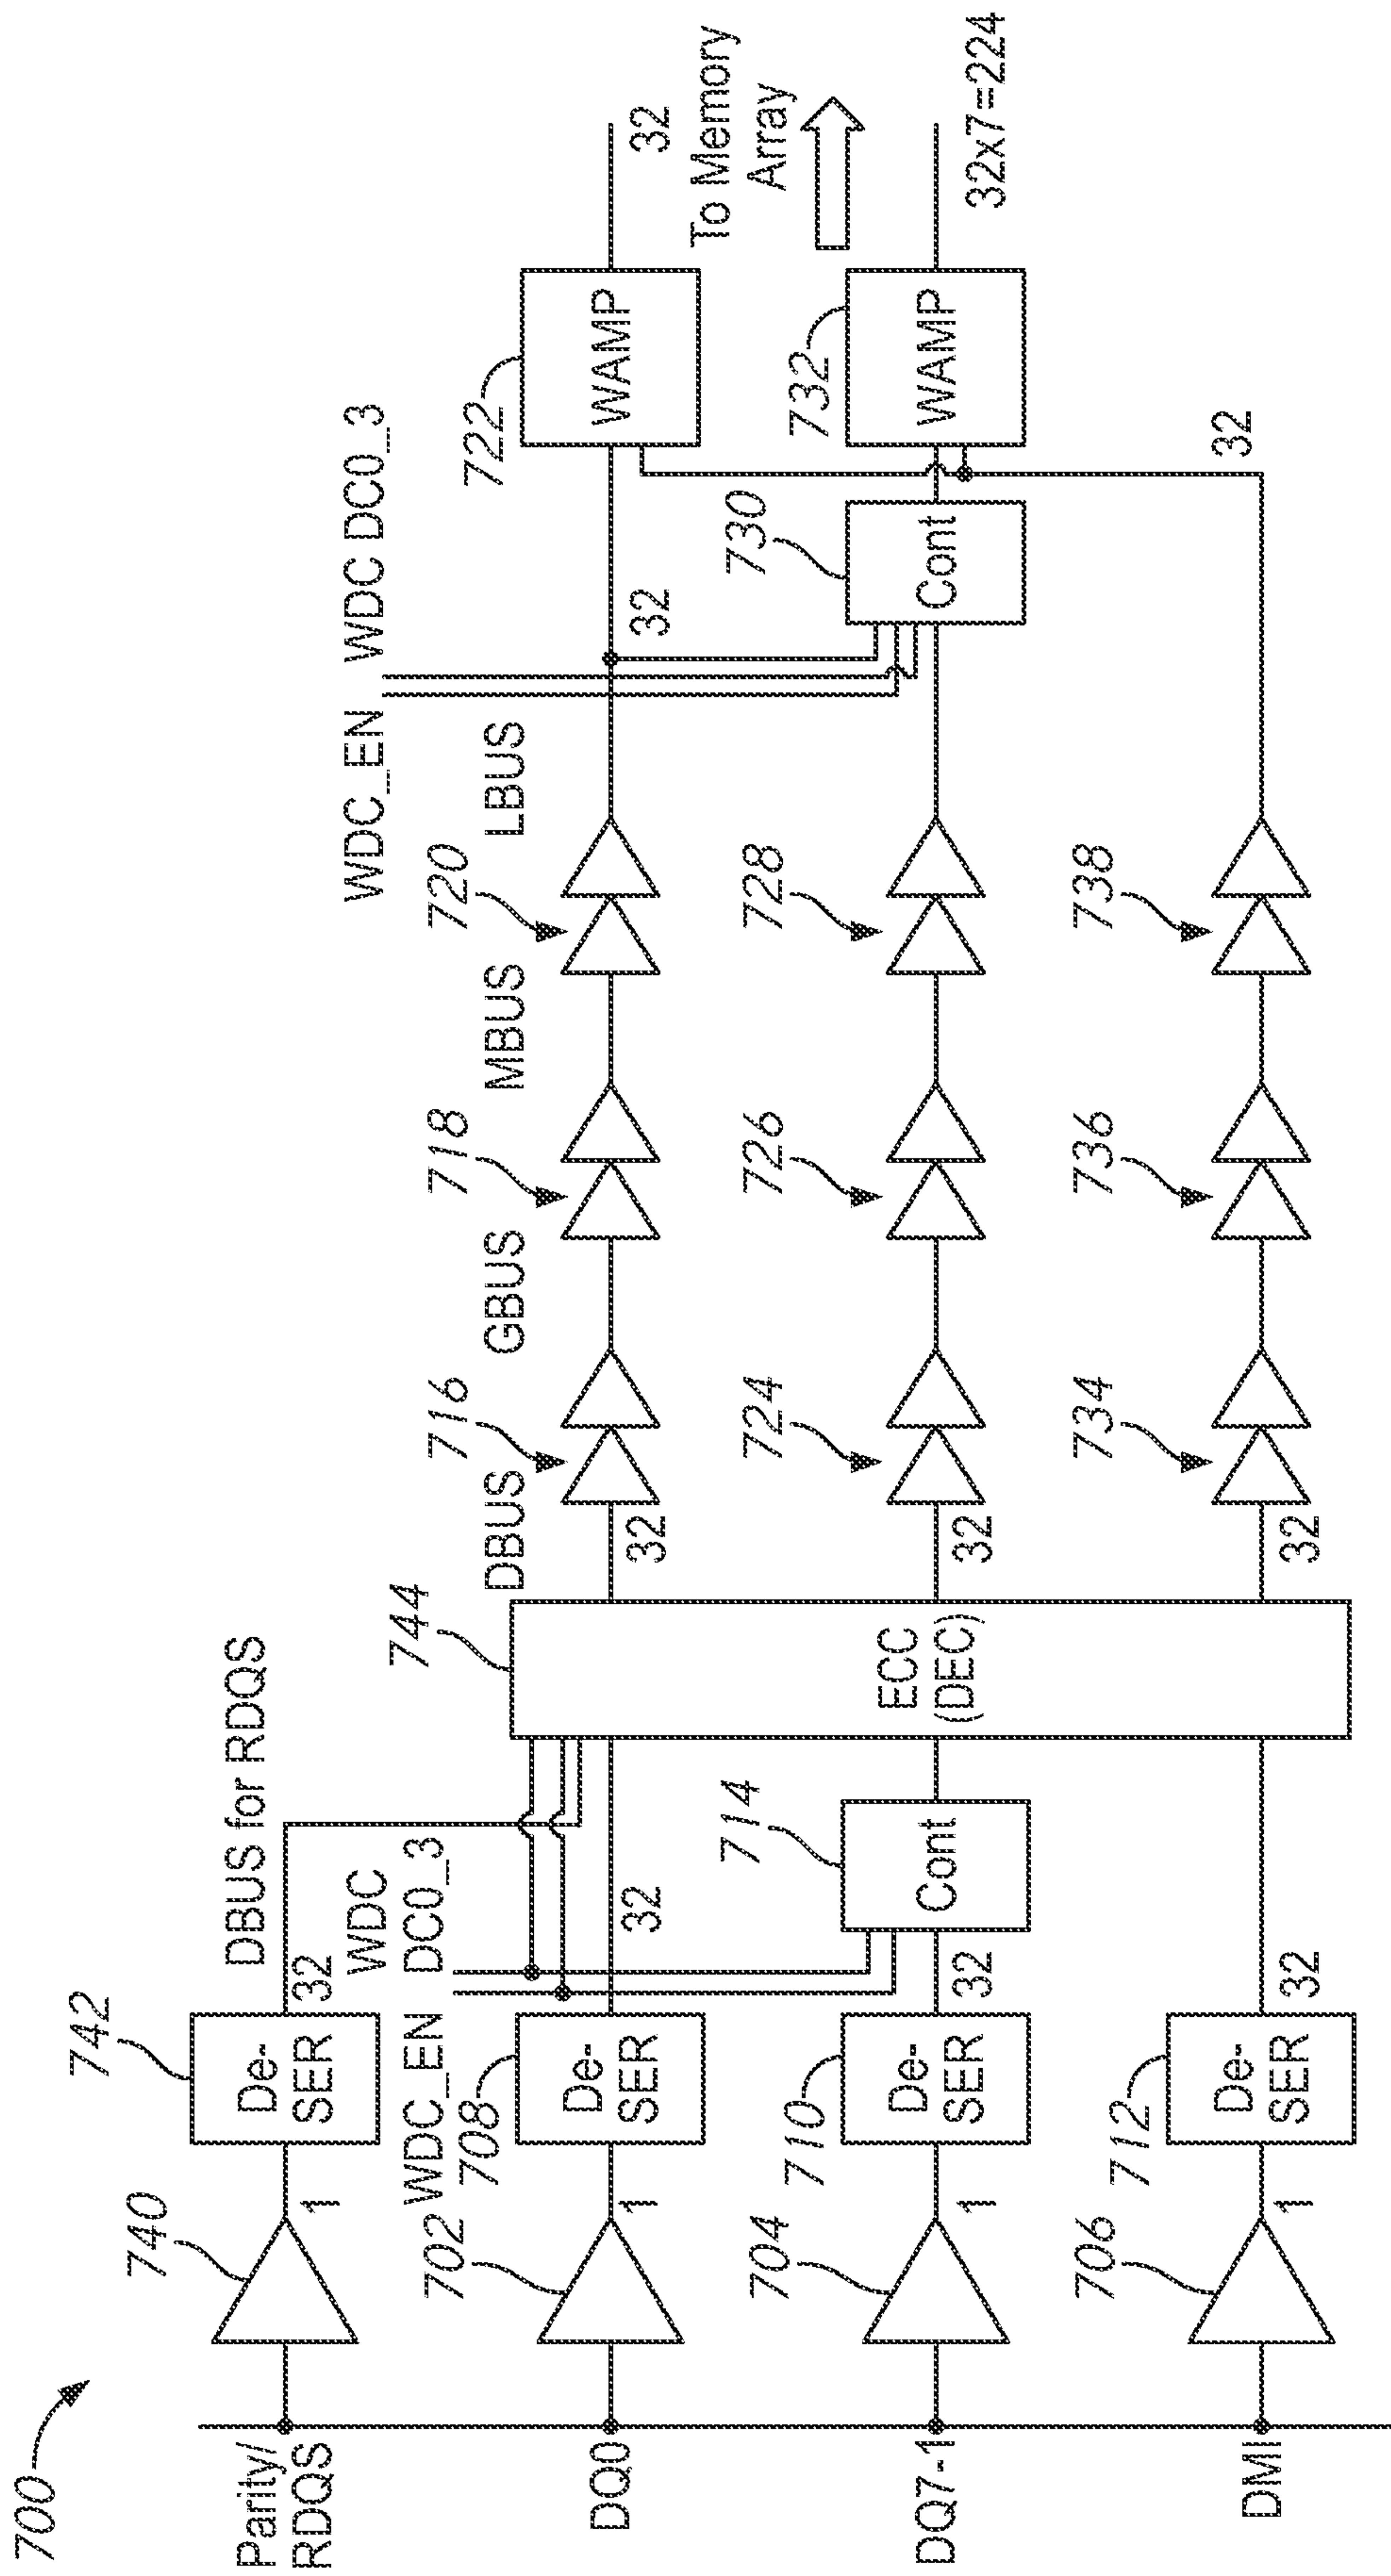 700
Parity/
RDQS
740
1
742
De-
SER
32
DBUS for RDQS
DQ0
702
1
WDC_EN
708
De-
SER
WDC
DC0_3
32
744
ECC
(DEC)
DBUS
32
716
GBUS
718
MBUS
720
LBUS
WDC_EN
WDC DC0_3
32
722
WAMP
32
To Memory
Array
DQ7-1
704
1
710
De-
SER
32
714
Cont
32
724
726
728
730
Cont
732
WAMP
32x7=224
DMI
706
1
712
De-
SER
32
32
734
736
738
32